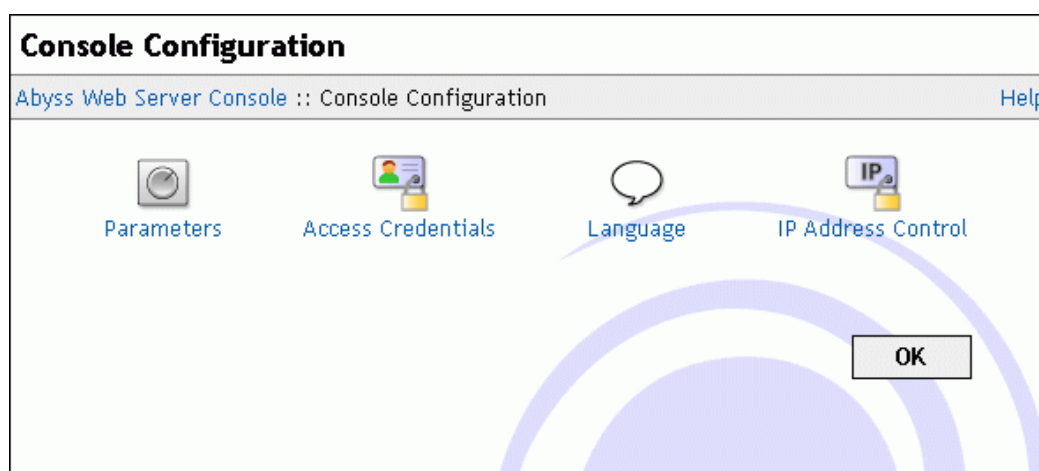 Console Configuration
Abyss Web Server Console :: Console Configuration Help
Parameters Access Credentials Language IP Address Control
IP
OK